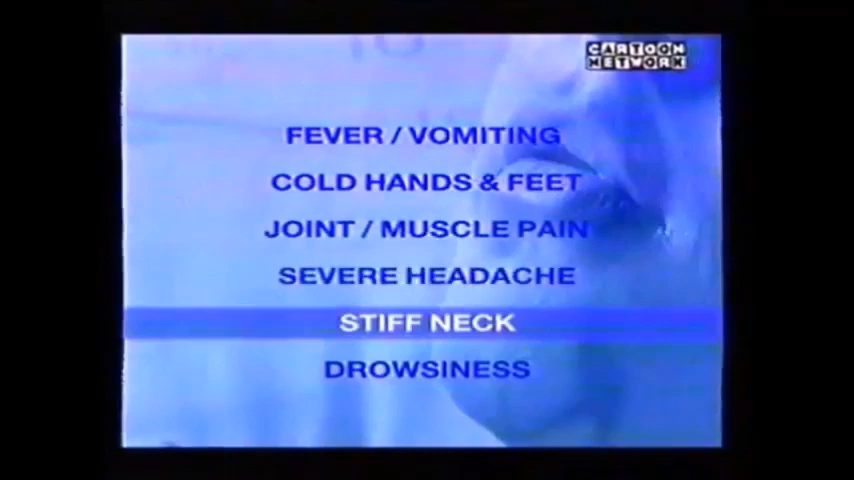 CARTOON
NETWORK
FEVER / VOMITING
COLD HANDS & FEET
JOINT / MUSCLE PAIN
SEVERE HEADACHE
STIFF NECK
DROWSINESS